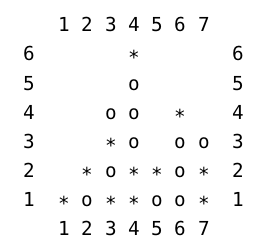 1 2 3 4 5 6 7
6       *         6
5       o         5
4     o o   *     4
3     * o   o o   3
2   * o * * o *   2
1 * o * * o o *   1
  1 2 3 4 5 6 7